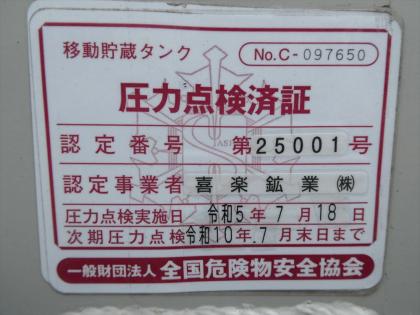 移動貯蔵タンク
No.C-097650
圧力点検済証
認定番号 第25001号
認定事業者 喜楽鉱業㈱
圧力点検実施日 令和5年7月18日
次期圧力点検 令和10年.7月末日まで
一般財団法人 全国危険物安全協会